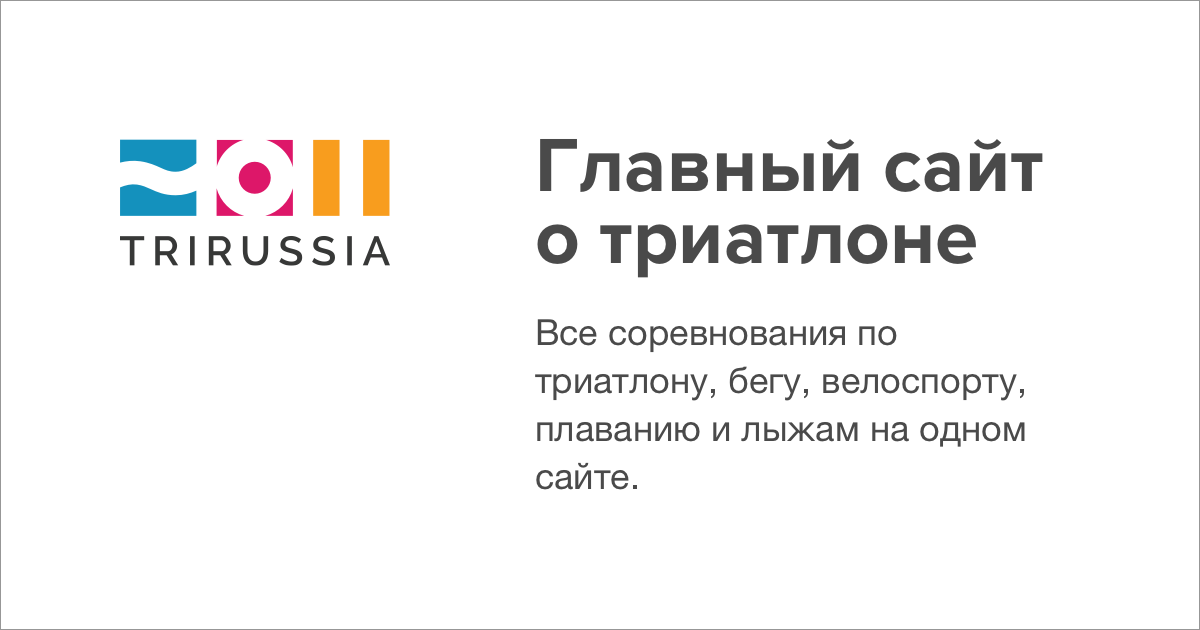 TRIRUSSIA
Главный сайт
о триатлоне
Все соревнования по
триатлону, бегу, велоспорту,
плаванию и лыжам на одном
сайте.